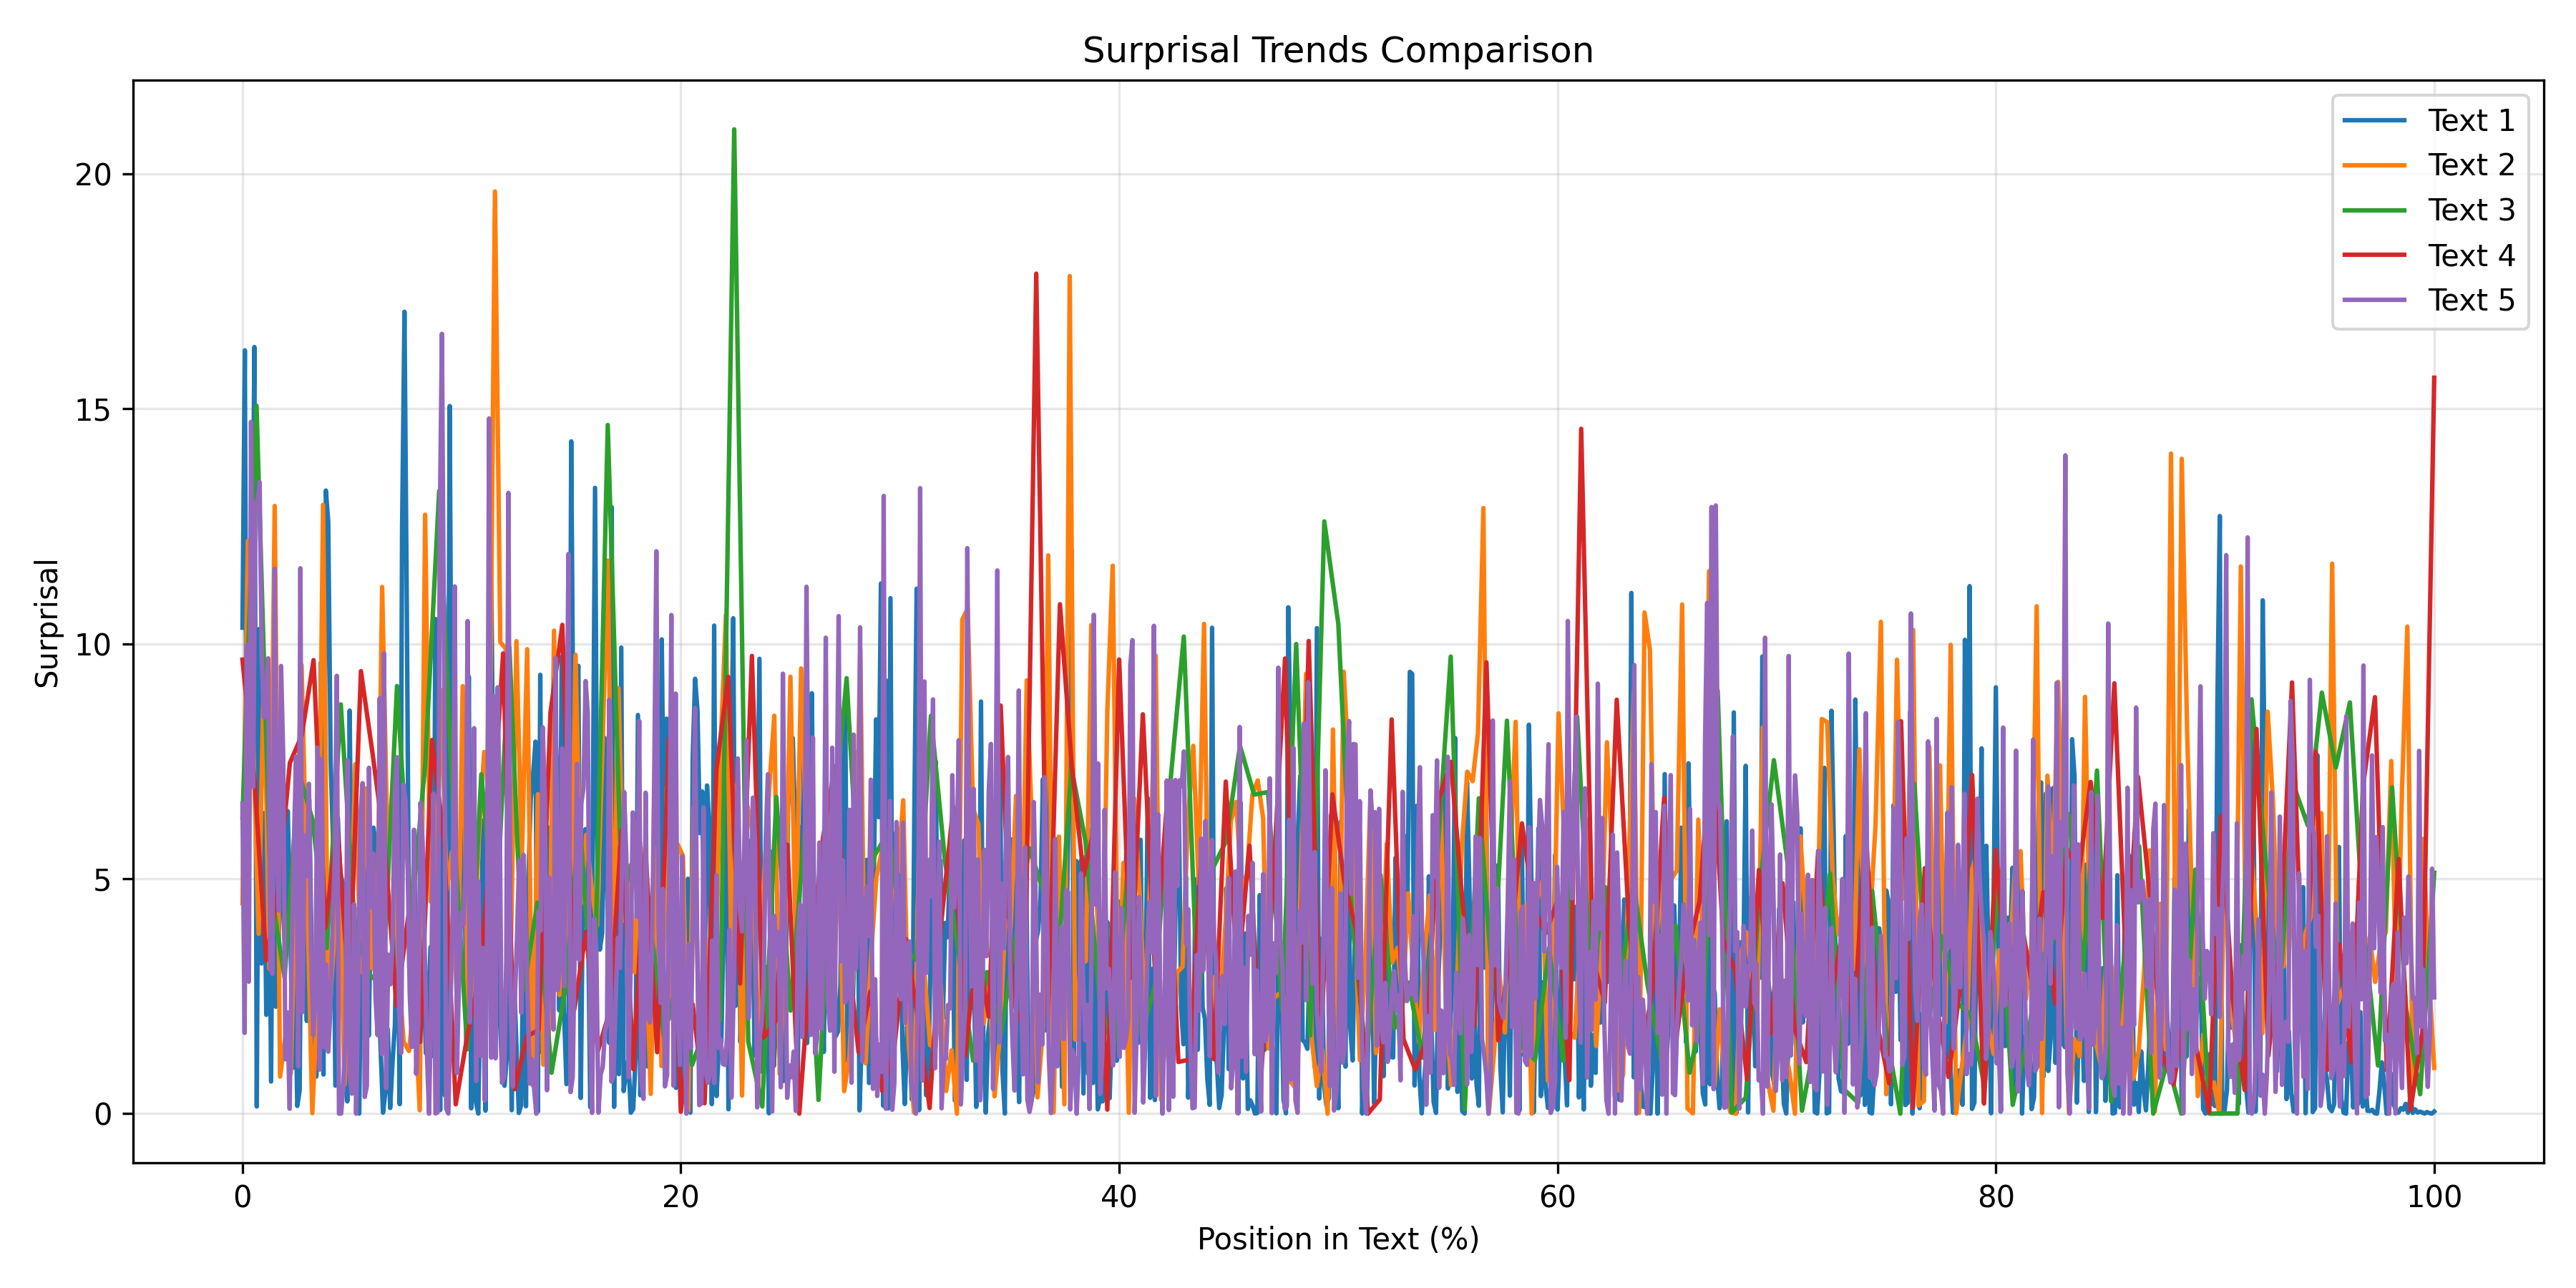 Surprisal Trends Comparison
Text 1
Text 2
Text 3
Text 4
Text 5
20
15
10
5
0
Surprisal
0 20 40 60 80 100
Position in Text (%)